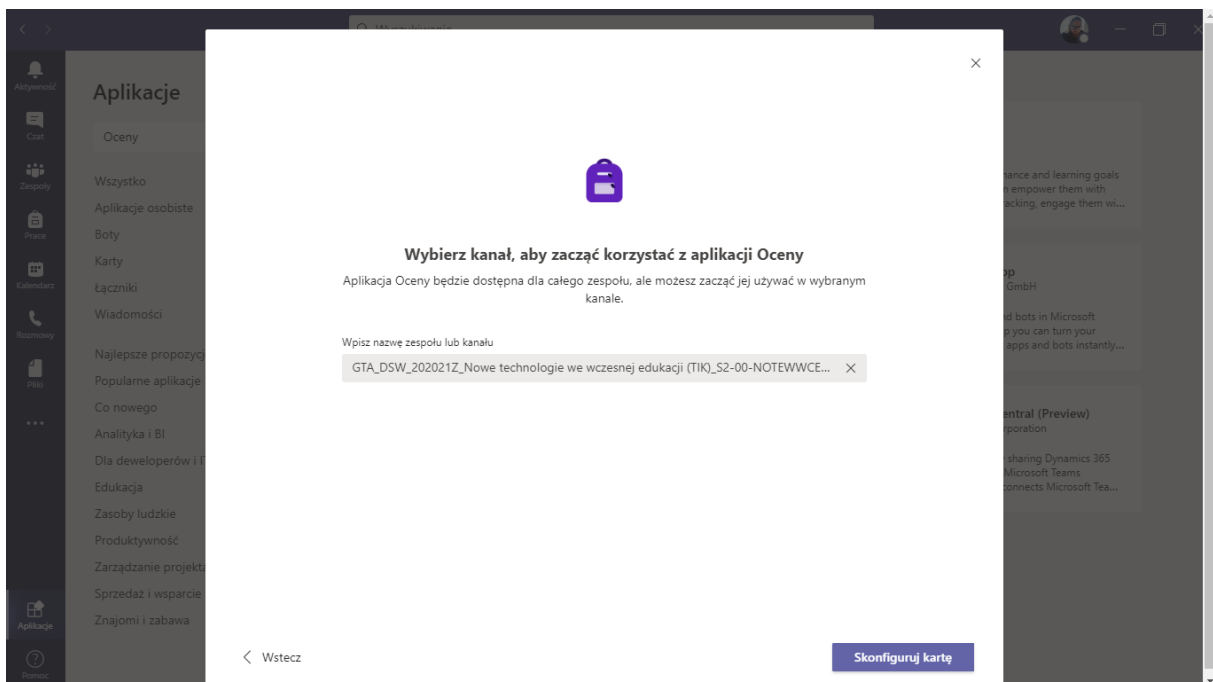 Wyszukiwanie
Aktywność
Czat
Zespoły
Prace
Kalendarz
Rozmowy
Pliki
Aplikacje
Pomoc
Aplikacje
Oceny
Wszystko
Aplikacje osobiste
Boty
Karty
Łączniki
Wiadomości
Najlepsze propozycj
Popularne aplikacje
Co nowego
Analityka i BI
Dla deweloperów i I
Edukacja
Zasoby ludzkie
Produktywność
Zarządzanie projekta
Sprzedaż i wsparcie
Znajomi i zabawa
Wybierz kanał, aby zacząć korzystać z aplikacji Oceny
Aplikacja Oceny będzie dostępna dla całego zespołu, ale możesz zacząć jej używać w wybranym
kanale.
Wpisz nazwę zespołu lub kanału
GTA_DSW_202021Z_Nowe technologie we wczesnej edukacji (TIK)_S2-00-NOTEWWCE...
Wstecz
Skonfiguruj kartę
nance and learning goals
n empower them with
acking, engage them wi...
op
GmbH
nd bots in Microsoft
p you can turn your
apps and bots instantly...
entral (Preview)
rporation
sharing Dynamics 365
Microsoft Teams
connects Microsoft Tea...